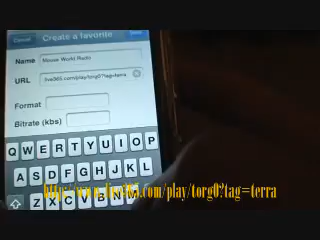 Cancel
Create a favorite
Name Mouse World Radio
URL live365.com/play/torg0?tag=terra
Format
Bitrate (kbs)
Q W E R T Y U I O P
A S D F G H J K L
Z X C V B N M
http://www.live365.com/play/torg0?tag=terra